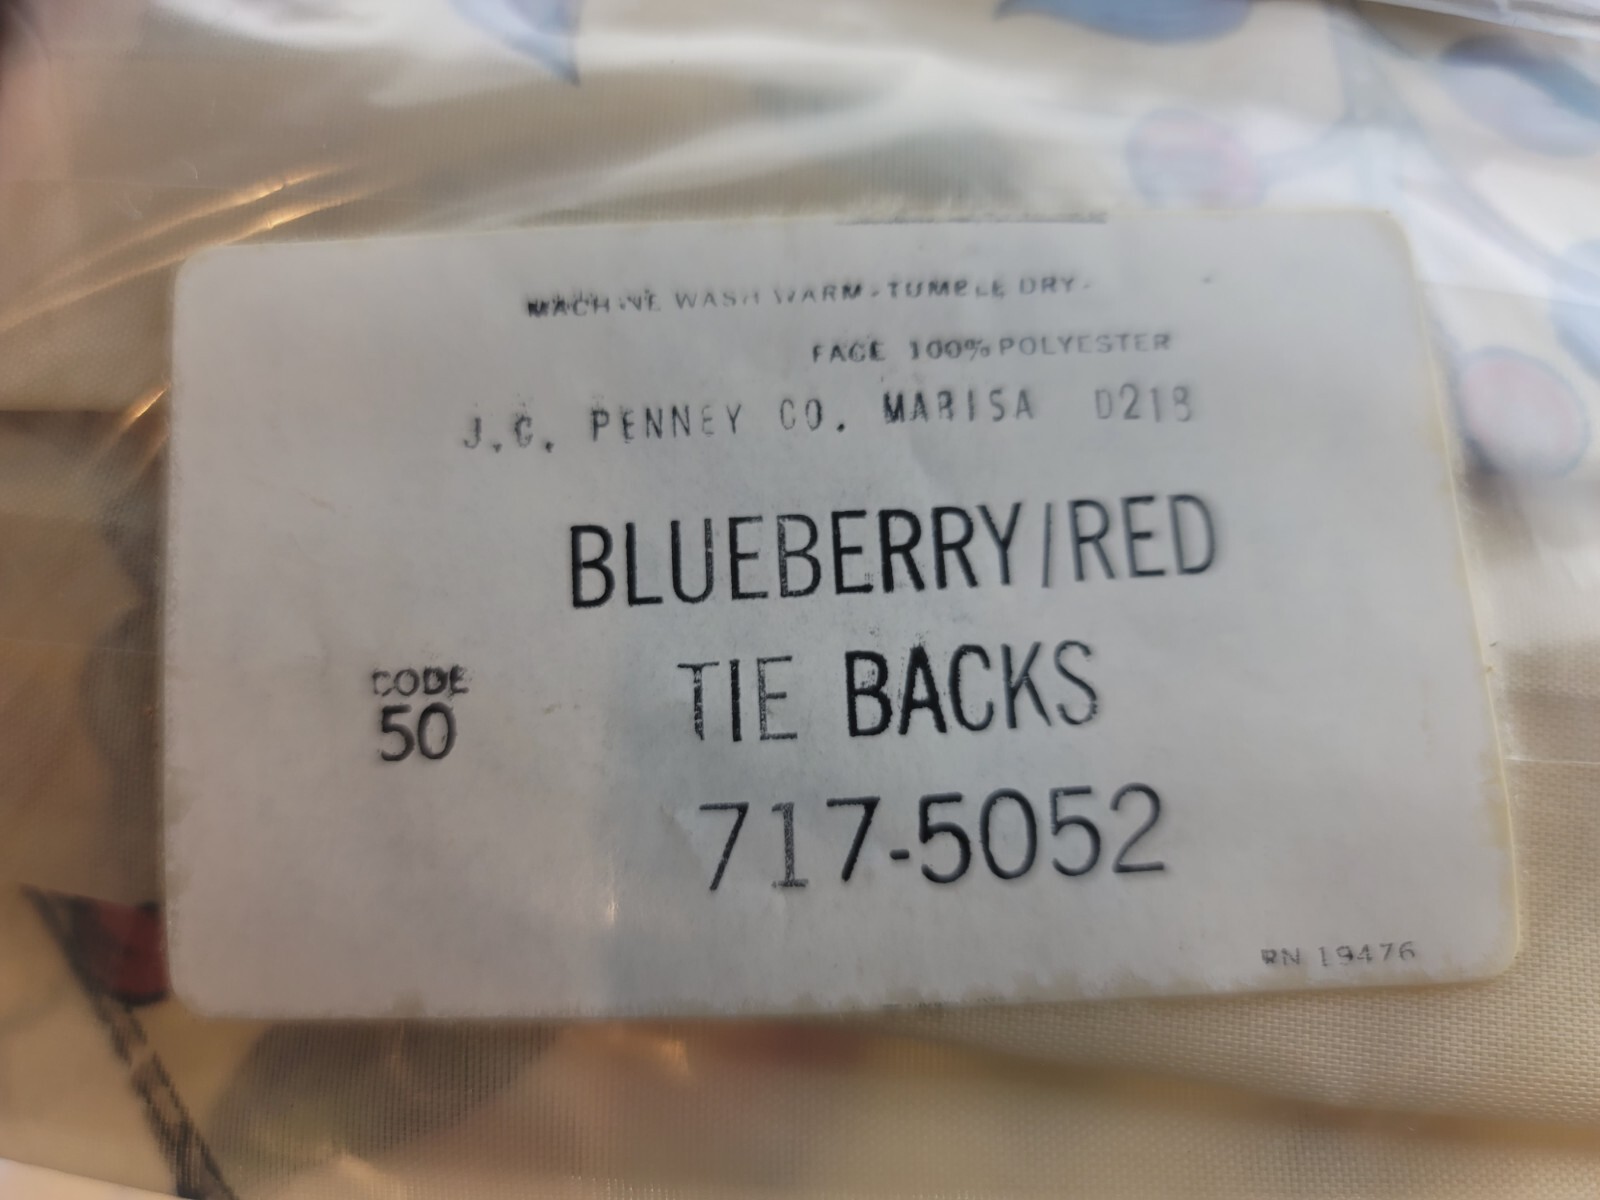 MACHINE WASH WARM-TUMBLE DRY-
FACE 100% POLYESTER
J.C. PENNEY CO. MARISA D218
BLUEBERRY/RED
TIE BACKS
CODE
50
717-5052
RN 19476